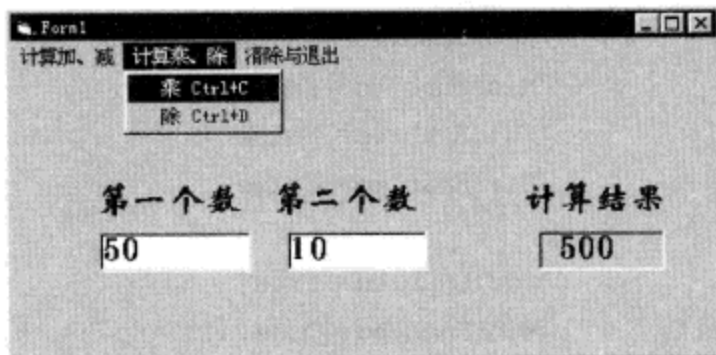 Form1
计算加、减 计算乘、除 清除与退出
乘 Ctrl+C
除 Ctrl+D
第一个数 第二个数 计算结果
50 10 500